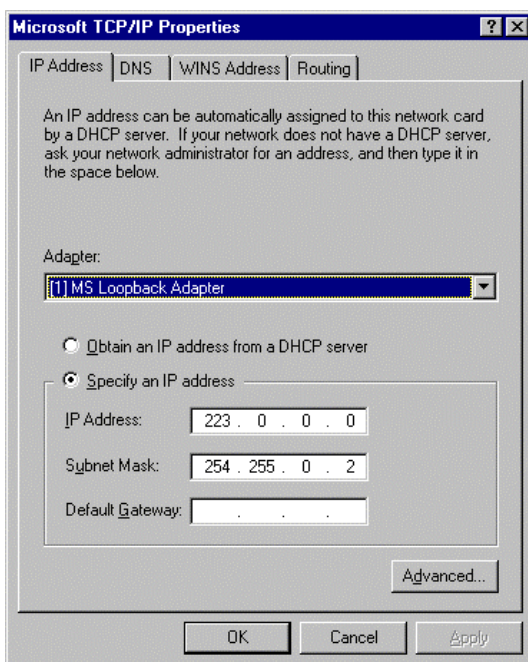 Microsoft TCP/IP Properties
IP Address DNS WINS Address Routing
An IP address can be automatically assigned to this network card
by a DHCP server. If your network does not have a DHCP server,
ask your network administrator for an address, and then type it in
the space below.
Adapter:
[1] MS Loopback Adapter
Obtain an IP address from a DHCP server
Specify an IP address
IP Address: 223 . 0 . 0 . 0
Subnet Mask: 254 . 255 . 0 . 2
Default Gateway: . . .
Advanced...
OK Cancel Apply